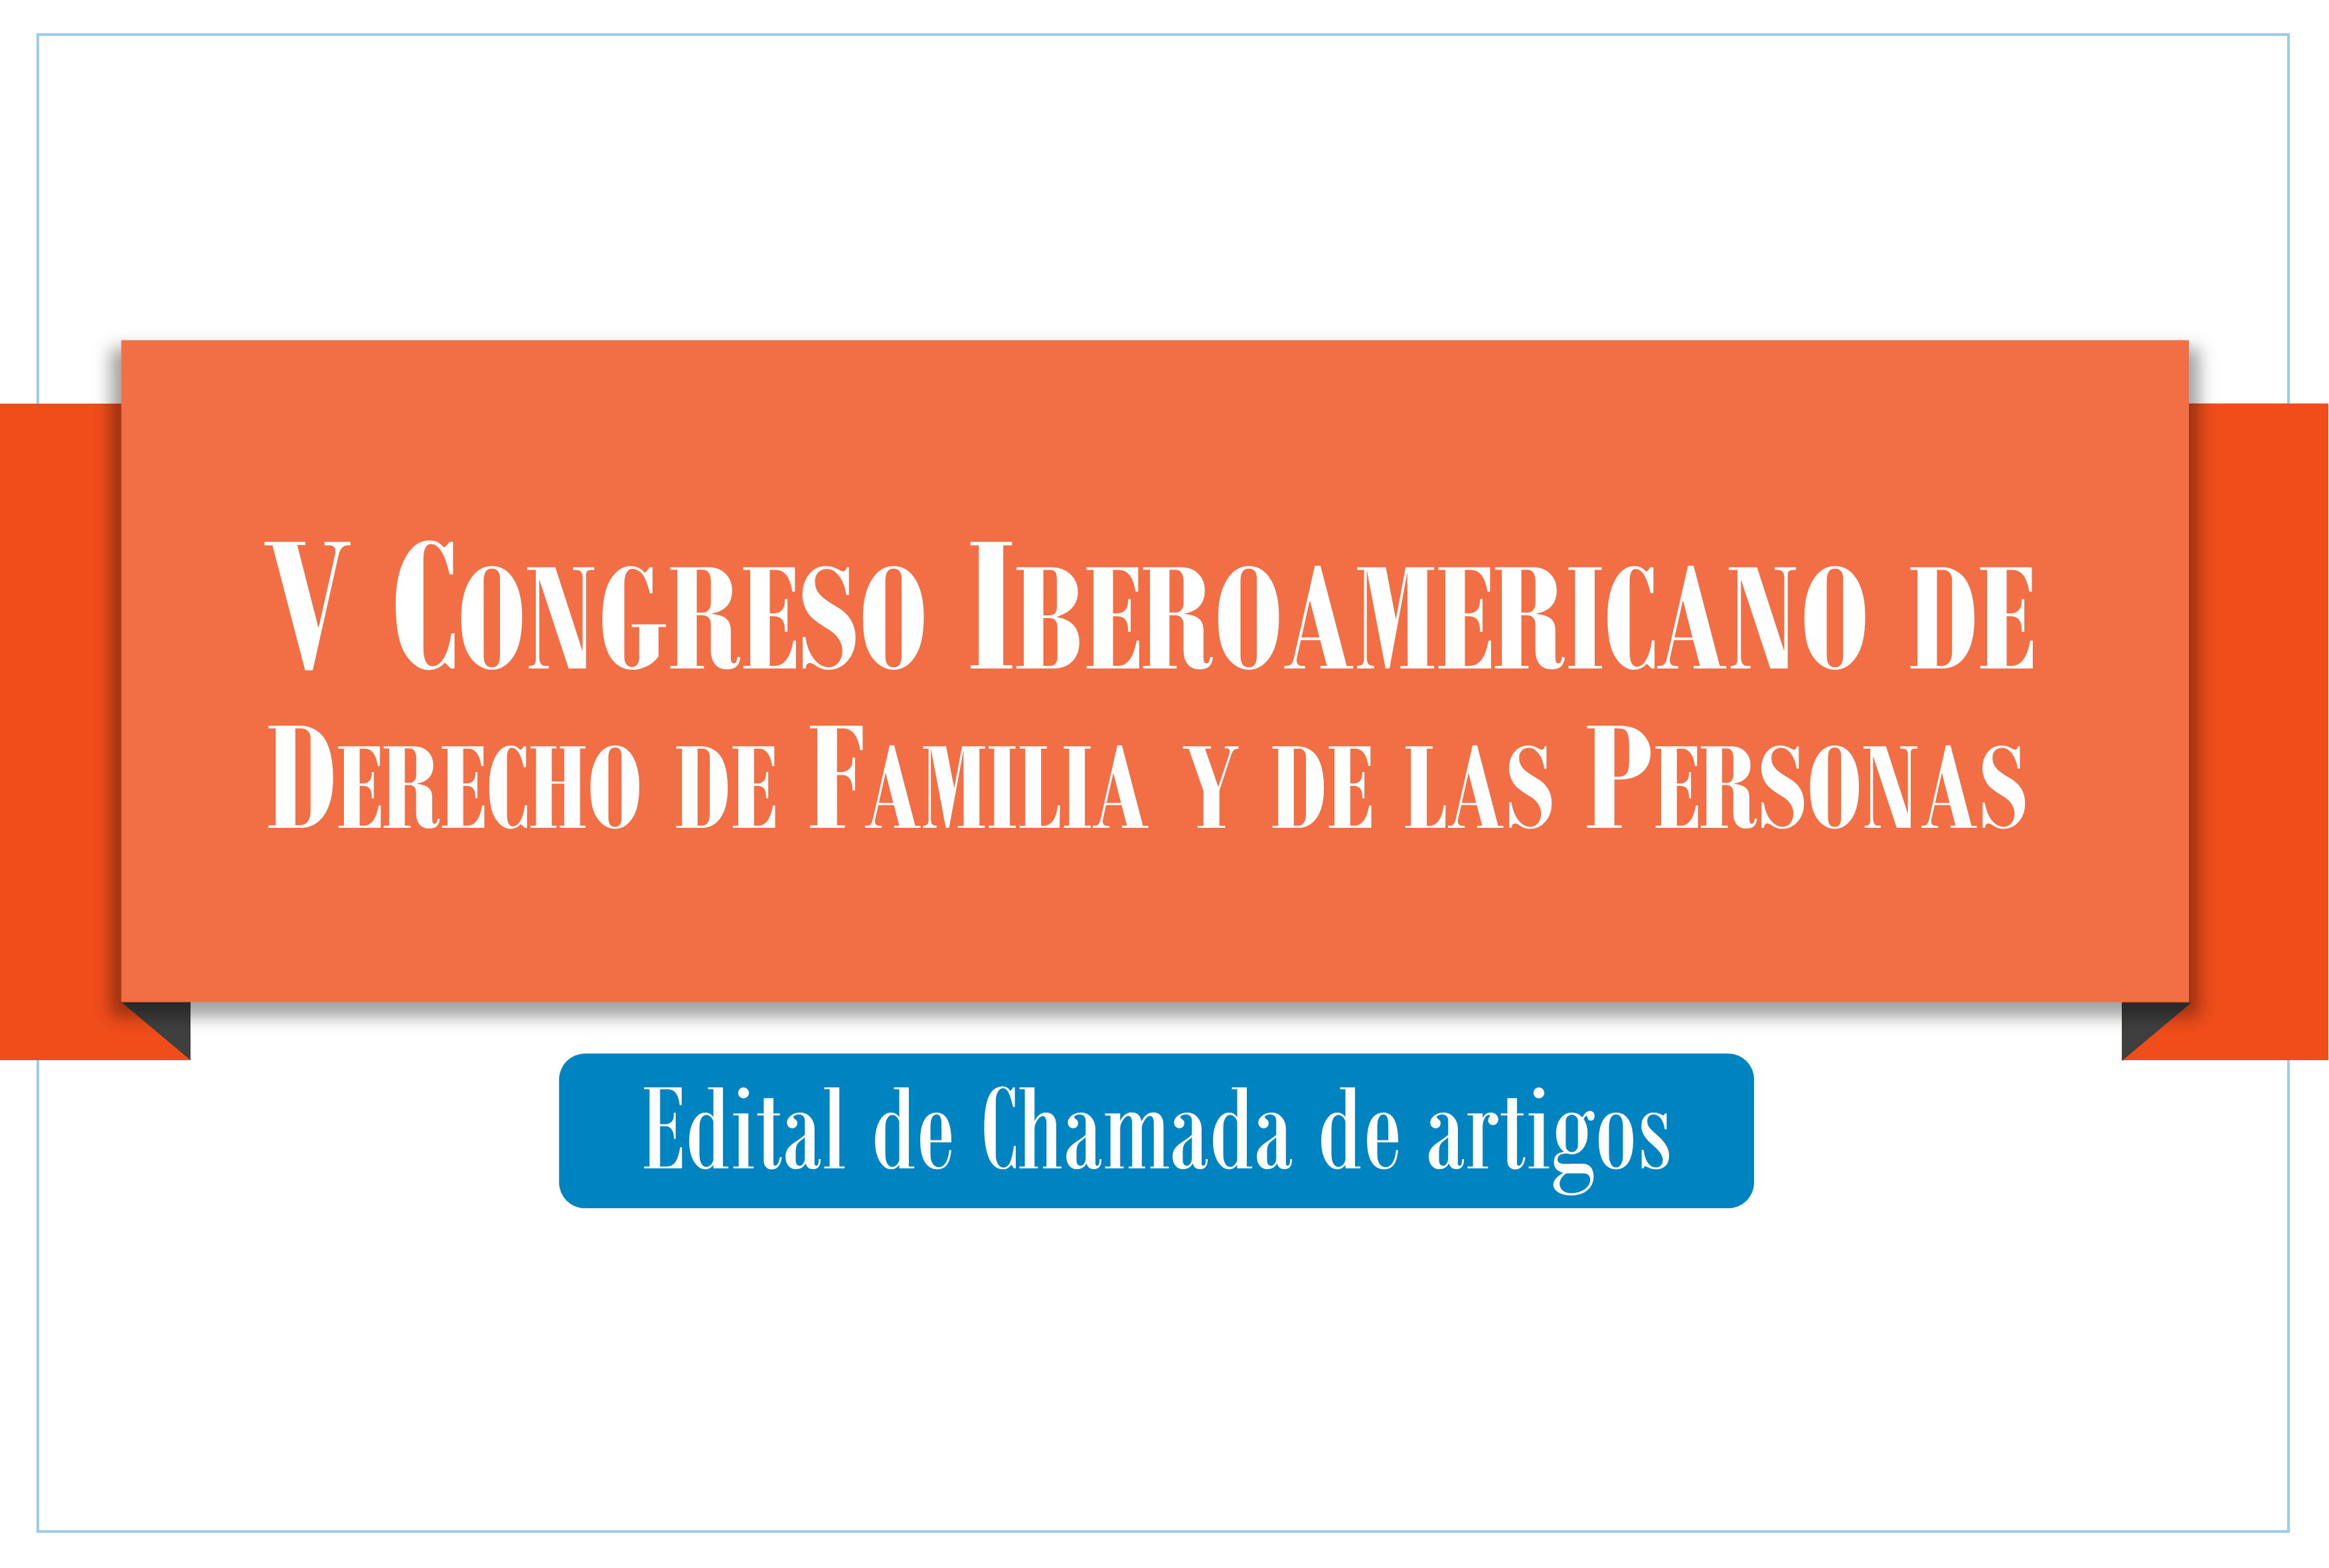 V Congreso Iberoamericano de
Derecho de Familia y de las Personas
Edital de Chamada de artigos